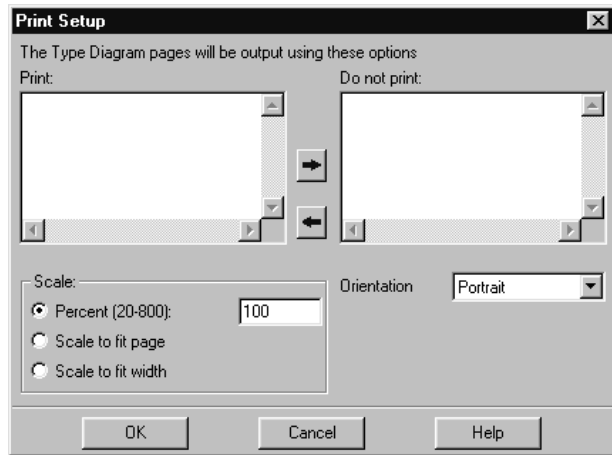 Print Setup
The Type Diagram pages will be output using these options
Print:
Do not print:
Scale:
Percent (20-800):
100
Scale to fit page
Scale to fit width
Orientation
Portrait
OK
Cancel
Help